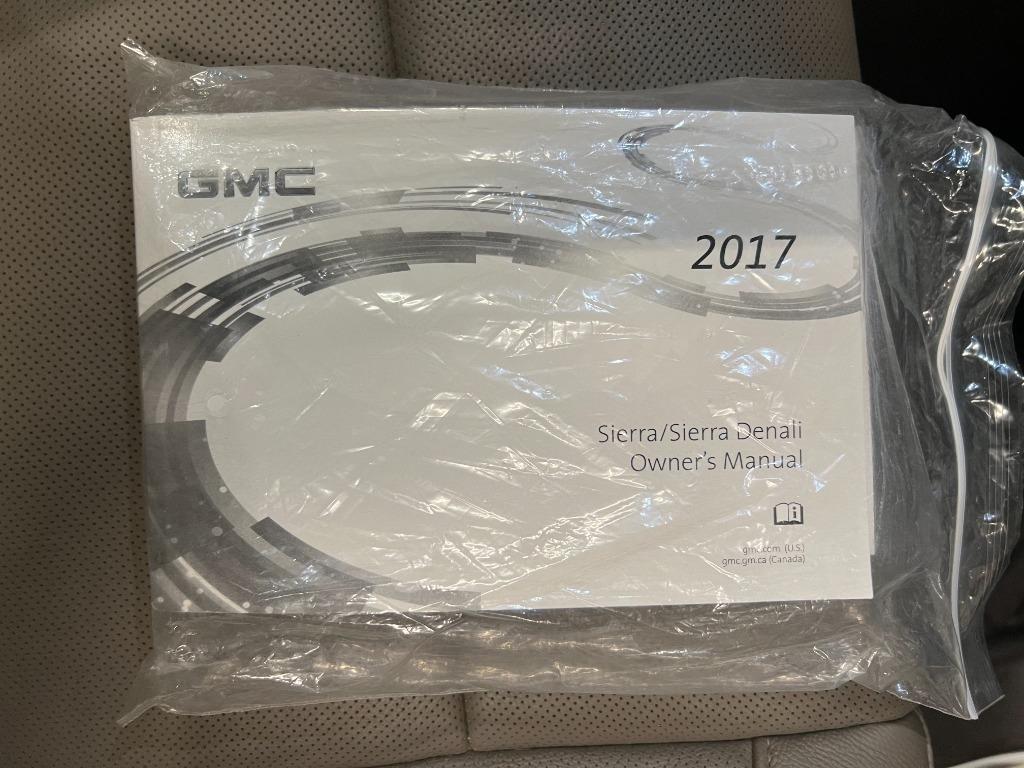 GMC
2017
Sierra/Sierra Denali
Owner's Manual
gmc.com (U.S.)
gmc.gm.ca (Canada)